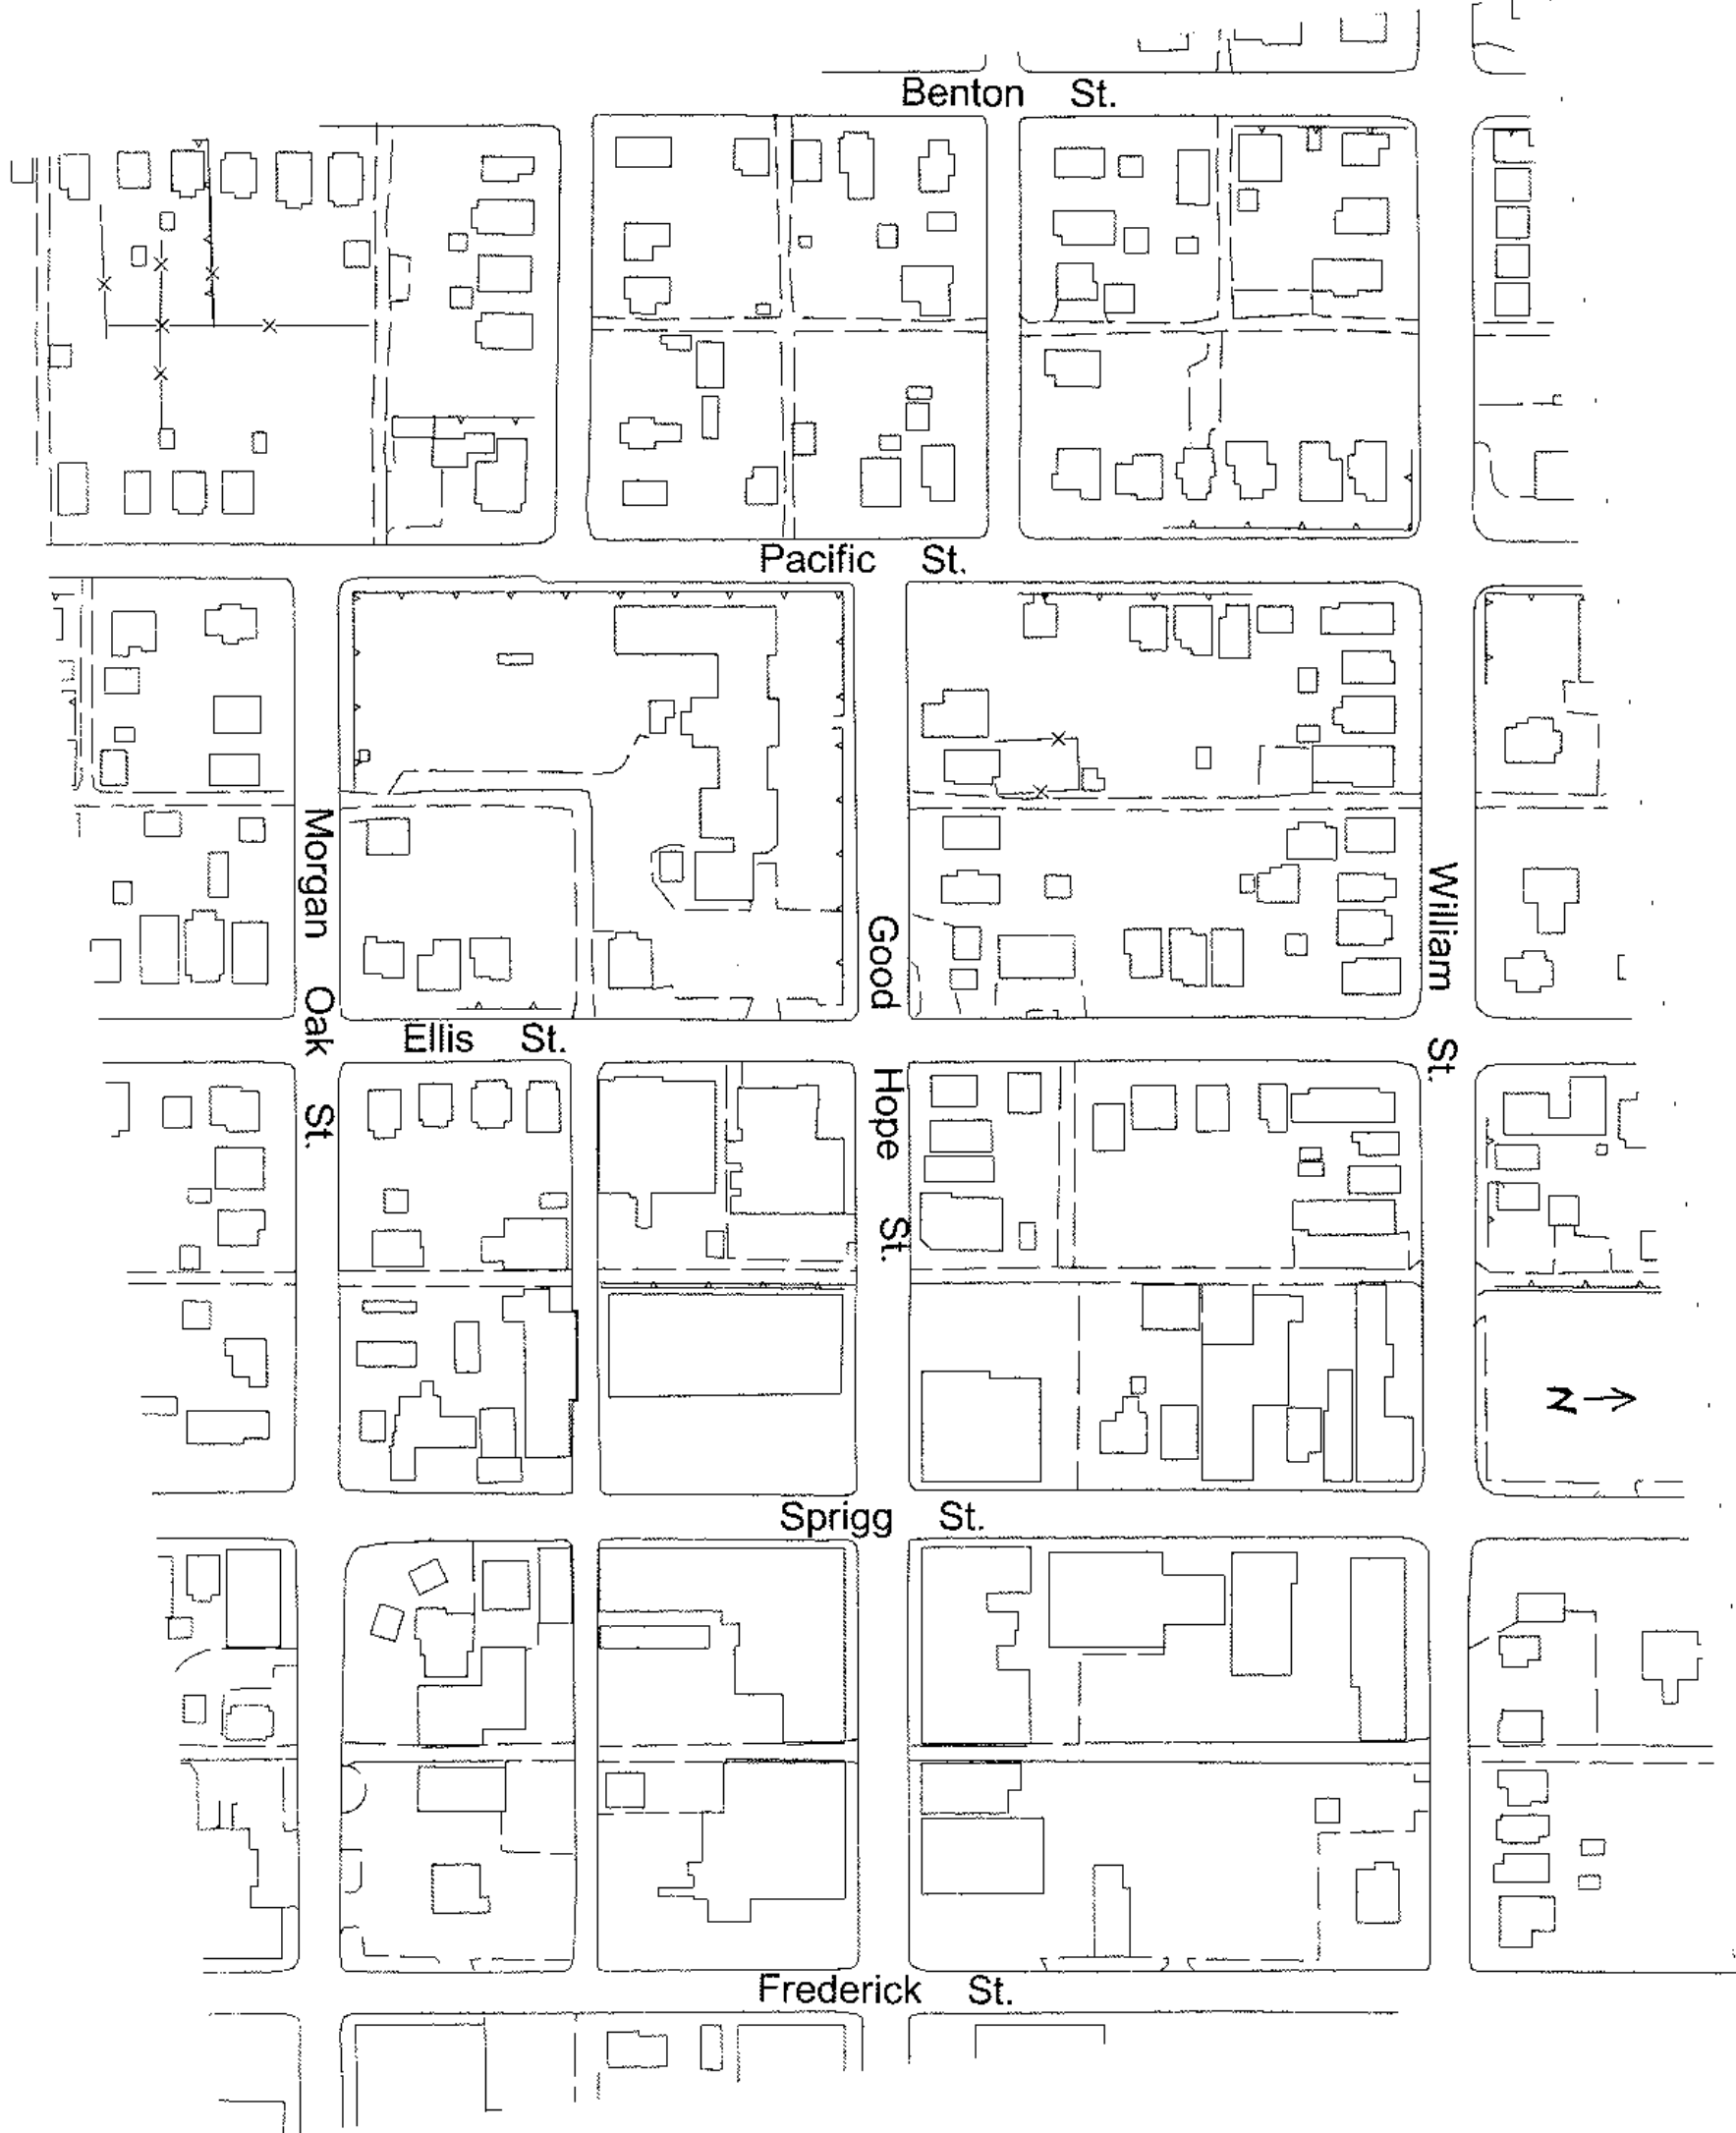 Benton St.
Pacific St.
Morgan Oak St.
Good Hope St.
William St.
Ellis St.
N
Sprigg St.
Frederick St.